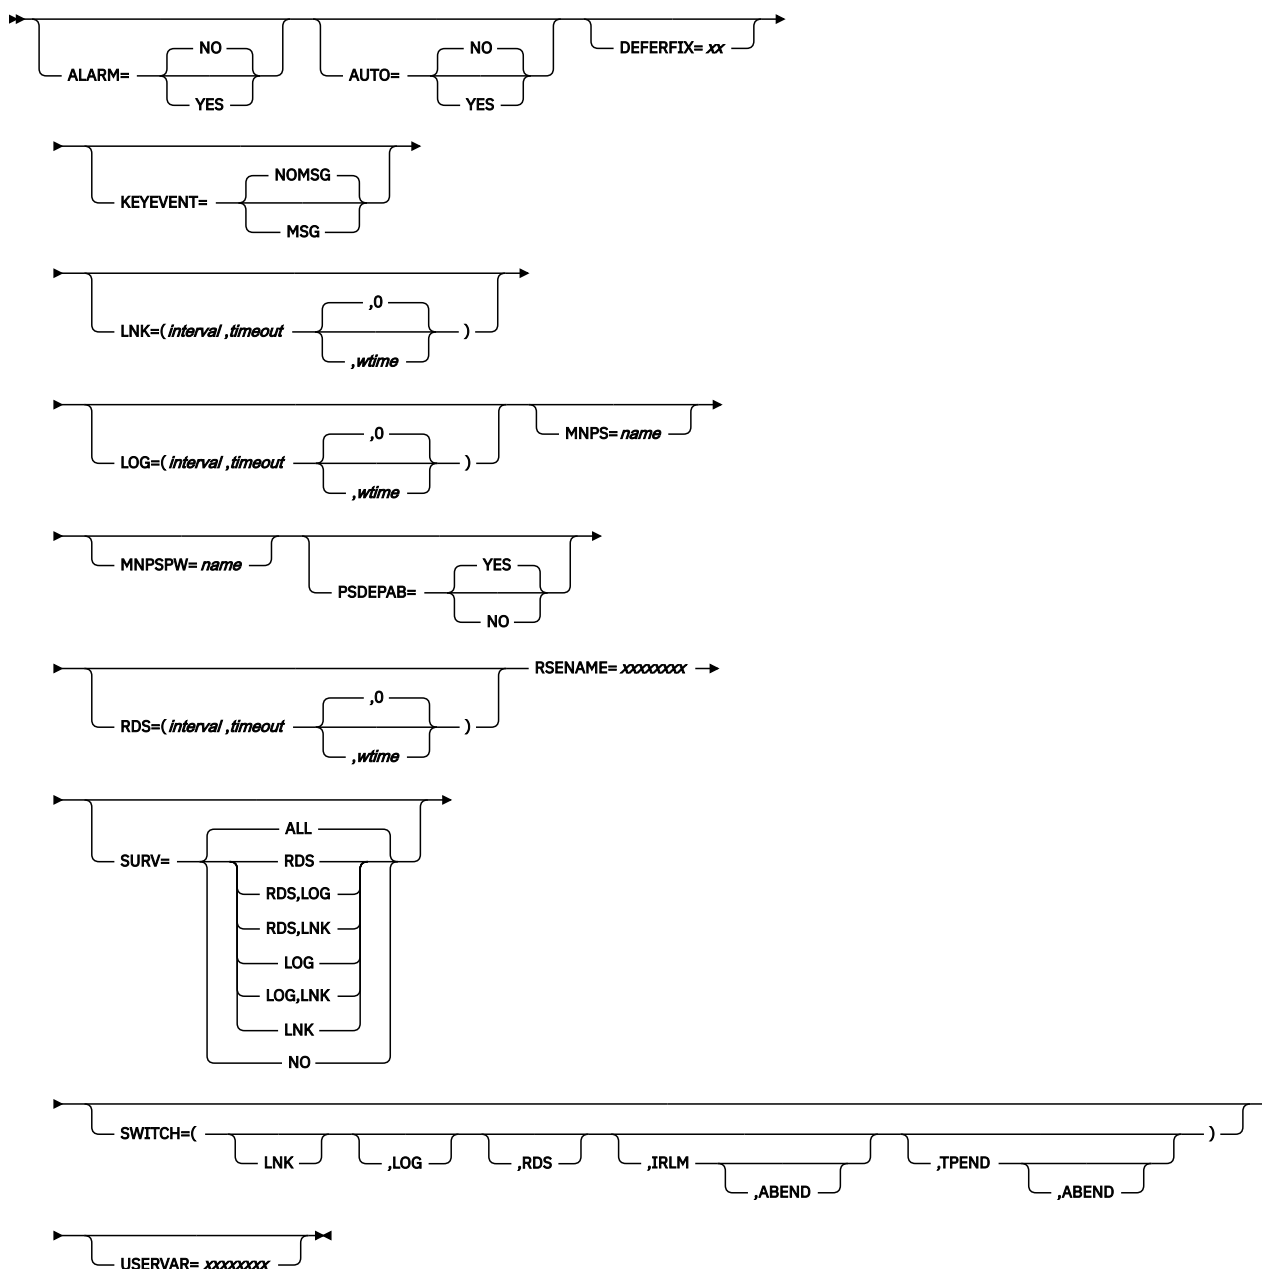 NO
NO
DEFERFIX= xx
ALARM=
AUTO=
YES
YES
NOMSG
KEYEVENT=
MSG
,0
LNK=( interval ,timeout )
,wtime
,0
MNPS= name
LOG=( interval ,timeout )
,wtime
MNPSPW= name
YES
PSDEPAB=
NO
RSENAME= xxxxxxxx
,0
RDS=( interval ,timeout )
,wtime
ALL
SURV= RDS
RDS,LOG
RDS,LNK
LOG
LOG,LNK
LNK
NO
SWITCH=( )
LNK ,LOG ,RDS ,IRLM ,TPEND
,ABEND ,ABEND
USERVAR= xxxxxxxx